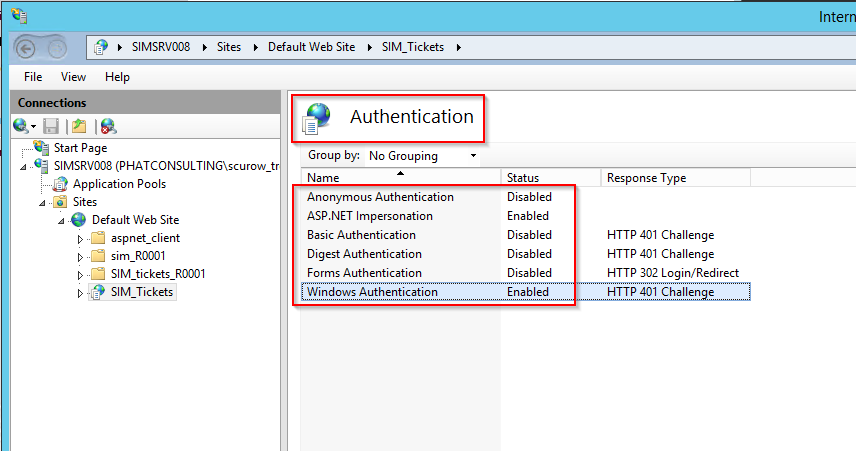 Intern
SIMSRV008 Sites Default Web Site SIM_Tickets
File View Help
Connections
Start Page
SIMSRV008 (PHATCONSULTING\scurow_tr
Application Pools
Sites
Default Web Site
aspnet_client
sim_R0001
SIM_tickets_R0001
SIM_Tickets
Authentication
Group by: No Grouping
Name Status Response Type
Anonymous Authentication Disabled
ASP.NET Impersonation Enabled
Basic Authentication Disabled HTTP 401 Challenge
Digest Authentication Disabled HTTP 401 Challenge
Forms Authentication Disabled HTTP 302 Login/Redirect
Windows Authentication Enabled HTTP 401 Challenge